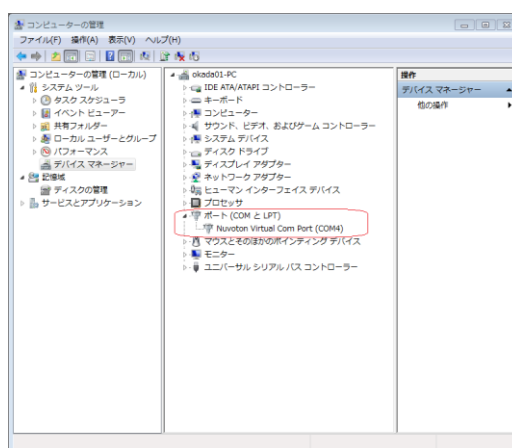 コンピューターの管理
ファイル(F) 操作(A) 表示(V) ヘルプ(H)
コンピューターの管理 (ローカル)
システム ツール
タスク スケジューラ
イベント ビューアー
共有フォルダー
ローカル ユーザーとグループ
パフォーマンス
デバイス マネージャー
記憶域
ディスクの管理
サービスとアプリケーション
okada01-PC
IDE ATA/ATAPI コントローラー
キーボード
コンピューター
サウンド、ビデオ、およびゲーム コントローラー
システム デバイス
ディスク ドライブ
ディスプレイ アダプター
ネットワーク アダプター
ヒューマン インターフェイス デバイス
プロセッサ
ポート (COM と LPT)
Nuvoton Virtual Com Port (COM4)
マウスとそのほかのポインティング デバイス
モニター
ユニバーサル シリアル バス コントローラー
操作
デバイス マネージャー
他の操作